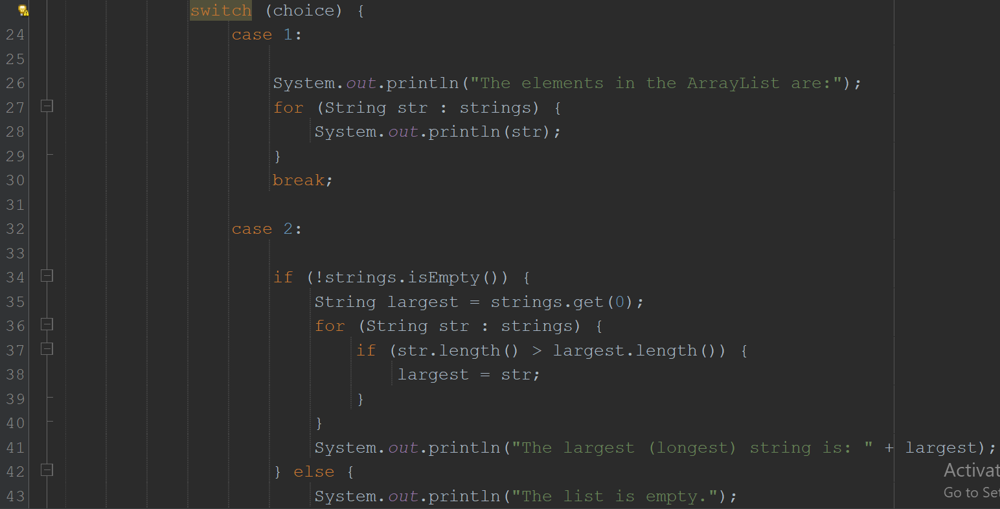 switch (choice) {
24 case 1:
25
26 System.out.println("The elements in the ArrayList are:");
27 for (String str : strings) {
28 System.out.println(str);
29 }
30 break;
31
32 case 2:
33
34 if (!strings.isEmpty()) {
35 String largest = strings.get(0);
36 for (String str : strings) {
37 if (str.length() > largest.length()) {
38 largest = str;
39 }
40 }
41 System.out.println("The largest (longest) string is: " + largest);
42 } else {
Activat
43 System.out.println("The list is empty.");
Go to Set